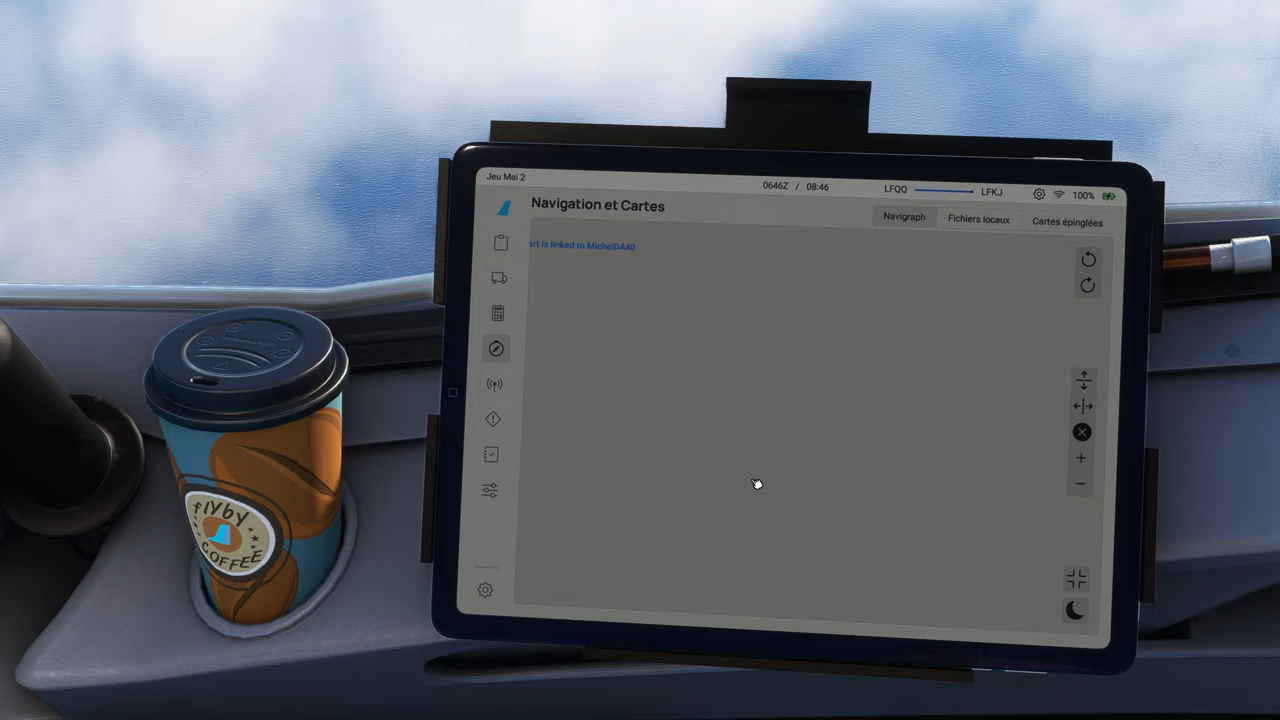 Jeu Mai 2
0646Z / 08:46
LFQQ
LFKJ
100%
Navigation et Cartes
Navigraph
Fichiers locaux
Cartes épinglées
art is linked to MichelDA40
flyby
COFFEE